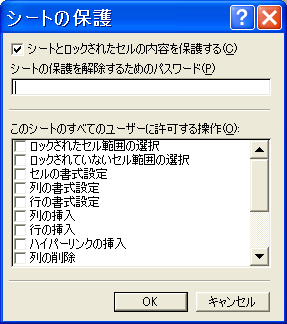 シートの保護
シートとロックされたセルの内容を保護する(C)
シートの保護を解除するためのパスワード(P)
このシートのすべてのユーザーに許可する操作(O):
ロックされたセル範囲の選択
ロックされていないセル範囲の選択
セルの書式設定
列の書式設定
行の書式設定
列の挿入
行の挿入
ハイパーリンクの挿入
列の削除
OK
キャンセル